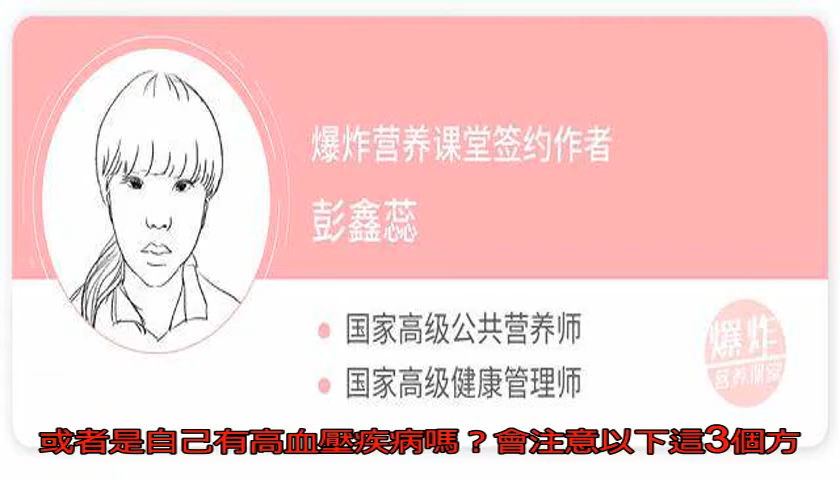 爆炸营养课堂签约作者
彭鑫蕊
国家高级公共营养师
国家高级健康管理师
爆炸
营养课堂
或者是自己有高血壓疾病嗎？會注意以下這3個方